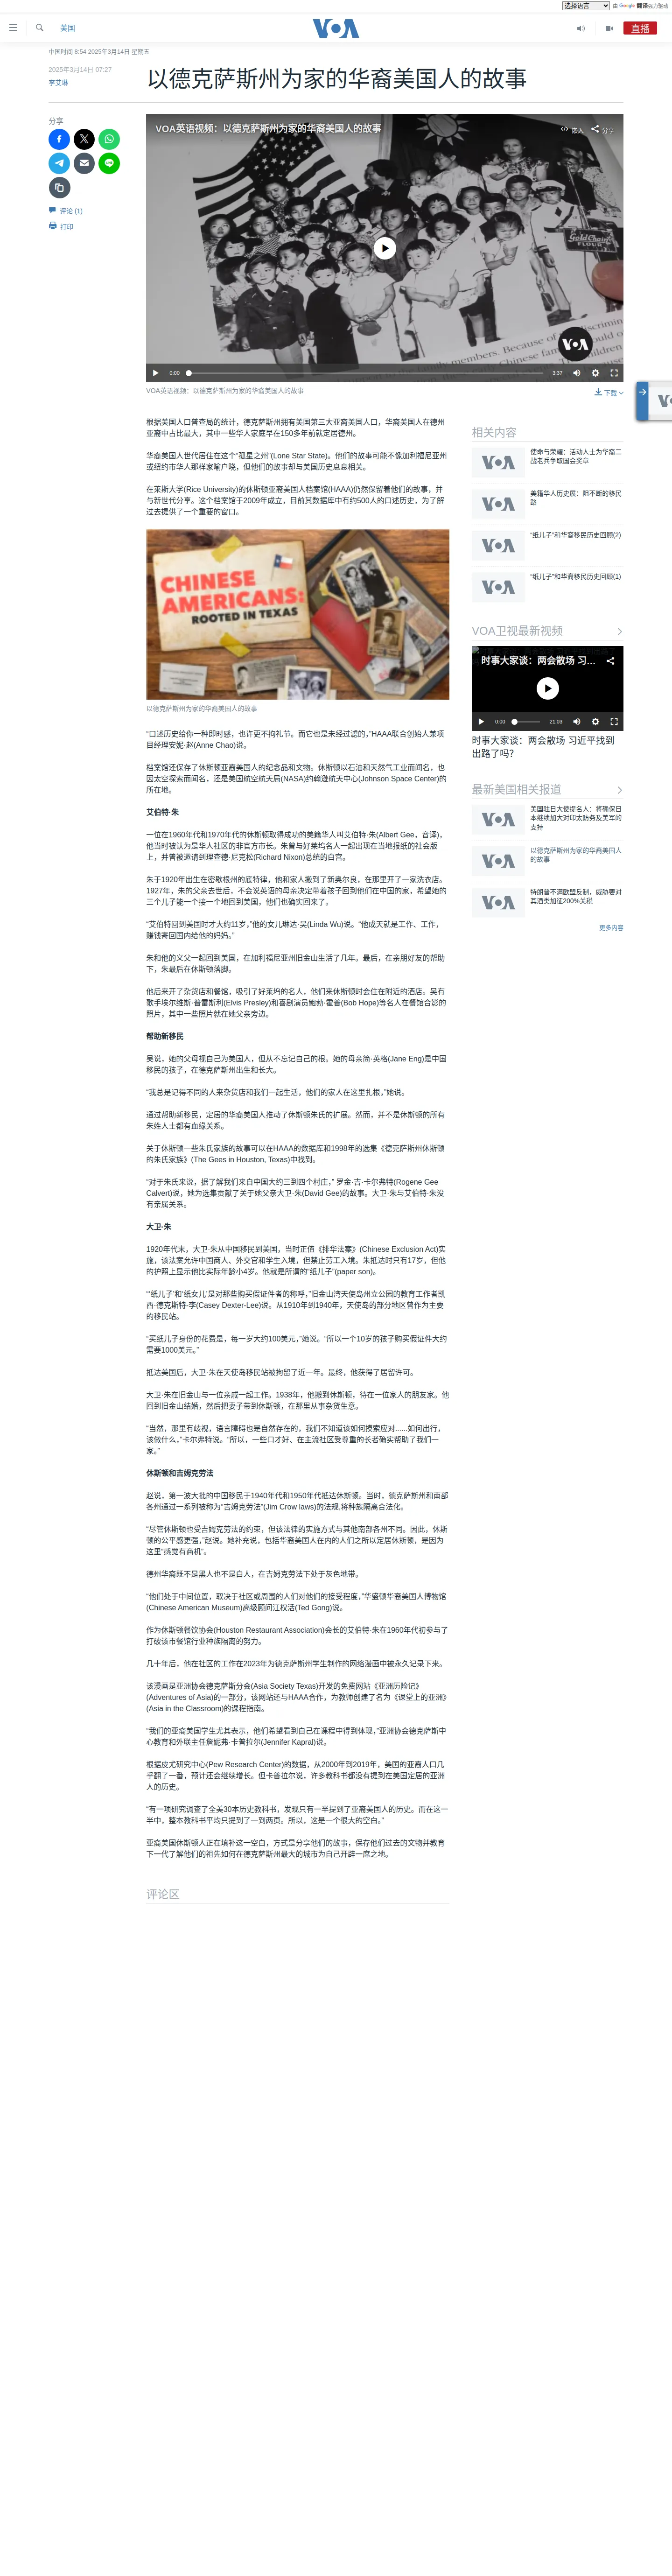 选择语言
由 Google 翻译强力驱动
美国
VOA
直播
中国时间 8:54 2025年3月14日 星期五
2025年3月14日 07:27
李艾琳
以德克萨斯州为家的华裔美国人的故事
分享
评论 (1)
打印
VOA英语视频：以德克萨斯州为家的华裔美国人的故事
嵌入
分享
Gold Chain
FLOUR
VOA
0:00
3:37
VOA英语视频：以德克萨斯州为家的华裔美国人的故事
下载
根据美国人口普查局的统计，德克萨斯州拥有美国第三大亚裔美国人口，华裔美国人在德州
亚裔中占比最大，其中一些华人家庭早在150多年前就定居德州。
华裔美国人世代居住在这个“孤星之州”(Lone Star State)。他们的故事可能不像加利福尼亚州
或纽约市华人那样家喻户晓，但他们的故事却与美国历史息息相关。
在莱斯大学(Rice University)的休斯顿亚裔美国人档案馆(HAAA)仍然保留着他们的故事，并
与新世代分享。这个档案馆于2009年成立，目前其数据库中有约500人的口述历史，为了解
过去提供了一个重要的窗口。
CHINESE
AMERICANS:
ROOTED IN TEXAS
以德克萨斯州为家的华裔美国人的故事
“口述历史给你一种即时感，也许更不拘礼节。而它也是未经过滤的，”HAAA联合创始人兼项
目经理安妮·赵(Anne Chao)说。
档案馆还保存了休斯顿亚裔美国人的纪念品和文物。休斯顿以石油和天然气工业而闻名，也
因太空探索而闻名，还是美国航空航天局(NASA)约翰逊航天中心(Johnson Space Center)的
所在地。
艾伯特·朱
一位在1960年代和1970年代的休斯顿取得成功的美籍华人叫艾伯特·朱(Albert Gee，音译)，
他当时被认为是华人社区的非官方市长。朱曾与好莱坞名人一起出现在当地报纸的社会版
上，并曾被邀请到理查德·尼克松(Richard Nixon)总统的白宫。
朱于1920年出生在密歇根州的底特律，他和家人搬到了新奥尔良，在那里开了一家洗衣店。
1927年，朱的父亲去世后，不会说英语的母亲决定带着孩子回到他们在中国的家，希望她的
三个儿子能一个接一个地回到美国，他们也确实回来了。
“艾伯特回到美国时才大约11岁，”他的女儿琳达·吴(Linda Wu)说。“他成天就是工作、工作，
赚钱寄回国内给他的妈妈。”
朱和他的义父一起回到美国，在加利福尼亚州旧金山生活了几年。最后，在亲朋好友的帮助
下，朱最后在休斯顿落脚。
他后来开了杂货店和餐馆，吸引了好莱坞的名人，他们来休斯顿时会住在附近的酒店。吴有
歌手埃尔维斯·普雷斯利(Elvis Presley)和喜剧演员鲍勃·霍普(Bob Hope)等名人在餐馆合影的
照片，其中一些照片就在她父亲旁边。
帮助新移民
吴说，她的父母视自己为美国人，但从不忘记自己的根。她的母亲简·英格(Jane Eng)是中国
移民的孩子，在德克萨斯州出生和长大。
“我总是记得不同的人来杂货店和我们一起生活，他们的家人在这里扎根，”她说。
通过帮助新移民，定居的华裔美国人推动了休斯顿朱氏的扩展。然而，并不是休斯顿的所有
朱姓人士都有血缘关系。
关于休斯顿一些朱氏家族的故事可以在HAAA的数据库和1998年的选集《德克萨斯州休斯顿
的朱氏家族》(The Gees in Houston, Texas)中找到。
“对于朱氏来说，据了解我们来自中国大约三到四个村庄，” 罗金·吉·卡尔弗特(Rogene Gee
Calvert)说，她为选集贡献了关于她父亲大卫·朱(David Gee)的故事。大卫·朱与艾伯特·朱没
有亲属关系。
大卫·朱
1920年代末，大卫·朱从中国移民到美国，当时正值《排华法案》(Chinese Exclusion Act)实
施，该法案允许中国商人、外交官和学生入境，但禁止劳工入境。朱抵达时只有17岁，但他
的护照上显示他比实际年龄小4岁。他就是所谓的“纸儿子”(paper son)。
“‘纸儿子’和‘纸女儿’是对那些购买假证件者的称呼，”旧金山湾天使岛州立公园的教育工作者凯
西·德克斯特-李(Casey Dexter-Lee)说。从1910年到1940年，天使岛的部分地区曾作为主要
的移民站。
“买纸儿子身份的花费是，每一岁大约100美元，”她说。“所以一个10岁的孩子购买假证件大约
需要1000美元。”
抵达美国后，大卫·朱在天使岛移民站被拘留了近一年。最终，他获得了居留许可。
大卫·朱在旧金山与一位亲戚一起工作。1938年，他搬到休斯顿，待在一位家人的朋友家。他
回到旧金山结婚，然后把妻子带到休斯顿，在那里从事杂货生意。
“当然，那里有歧视，语言障碍也是自然存在的，我们不知道该如何摸索应对......如何出行，
该做什么，”卡尔弗特说。“所以，一些口才好、在主流社区受尊重的长者确实帮助了我们一
家。”
休斯顿和吉姆克劳法
赵说，第一波大批的中国移民于1940年代和1950年代抵达休斯顿。当时，德克萨斯州和南部
各州通过一系列被称为“吉姆克劳法”(Jim Crow laws)的法规,将种族隔离合法化。
“尽管休斯顿也受吉姆克劳法的约束，但该法律的实施方式与其他南部各州不同。因此，休斯
顿的公平感更强，”赵说。她补充说，包括华裔美国人在内的人们之所以定居休斯顿，是因为
这里“感觉有商机”。
德州华裔既不是黑人也不是白人，在吉姆克劳法下处于灰色地带。
“他们处于中间位置，取决于社区或周围的人们对他们的接受程度，”华盛顿华裔美国人博物馆
(Chinese American Museum)高级顾问江权活(Ted Gong)说。
作为休斯顿餐饮协会(Houston Restaurant Association)会长的艾伯特·朱在1960年代初参与了
打破该市餐馆行业种族隔离的努力。
几十年后，他在社区的工作在2023年为德克萨斯州学生制作的网络漫画中被永久记录下来。
该漫画是亚洲协会德克萨斯分会(Asia Society Texas)开发的免费网站《亚洲历险记》
(Adventures of Asia)的一部分，该网站还与HAAA合作，为教师创建了名为《课堂上的亚洲》
(Asia in the Classroom)的课程指南。
“我们的亚裔美国学生尤其表示，他们希望看到自己在课程中得到体现，”亚洲协会德克萨斯中
心教育和外联主任詹妮弗·卡普拉尔(Jennifer Kapral)说。
根据皮尤研究中心(Pew Research Center)的数据，从2000年到2019年，美国的亚裔人口几
乎翻了一番，预计还会继续增长。但卡普拉尔说，许多教科书都没有提到在美国定居的亚洲
人的历史。
“有一项研究调查了全美30本历史教科书，发现只有一半提到了亚裔美国人的历史。而在这一
半中，整本教科书平均只提到了一到两页。所以，这是一个很大的空白。”
亚裔美国休斯顿人正在填补这一空白，方式是分享他们的故事，保存他们过去的文物并教育
下一代了解他们的祖先如何在德克萨斯州最大的城市为自己开辟一席之地。
评论区
相关内容
VOA
使命与荣耀：活动人士为华裔二
战老兵争取国会奖章
VOA
美籍华人历史展：阻不断的移民
路
VOA
“纸儿子”和华裔移民历史回顾(2)
VOA
“纸儿子”和华裔移民历史回顾(1)
VOA卫视最新视频
时事大家谈：两会散场 习…
0:00
21:03
时事大家谈：两会散场 习近平找到
出路了吗？
最新美国相关报道
VOA
美国驻日大使提名人：将确保日
本继续加大对印太防务及美军的
支持
VOA
以德克萨斯州为家的华裔美国人
的故事
VOA
特朗普不满欧盟反制，威胁要对
其酒类加征200%关税
更多内容